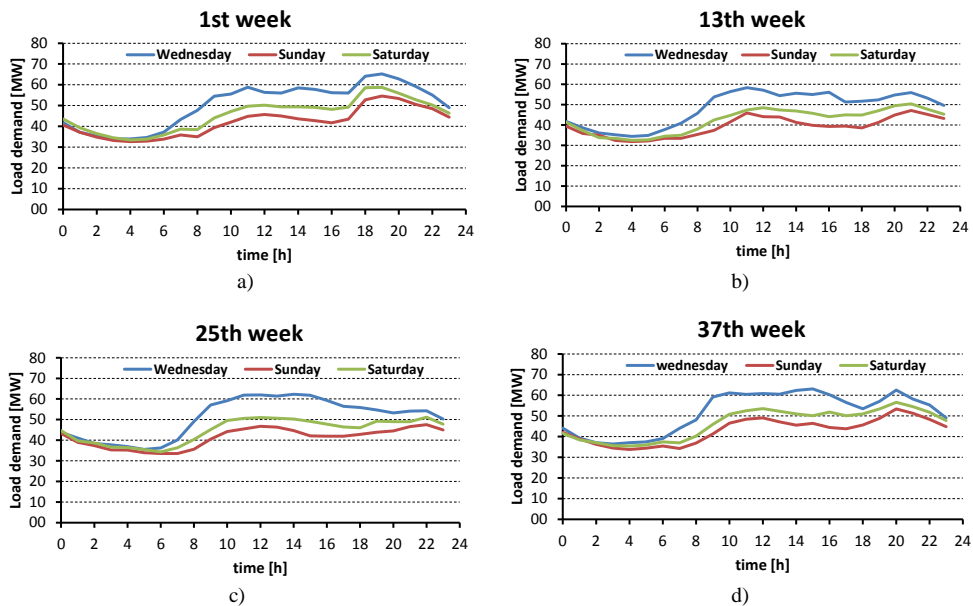 1st week
Wednesday Sunday Saturday
Load demand [MW]
80
70
60
50
40
30
20
10
00
0 2 4 6 8 10 12 14 16 18 20 22 24
time [h]
a)
13th week
Wednesday Sunday Saturday
Load demand [MW]
80
70
60
50
40
30
20
10
00
0 2 4 6 8 10 12 14 16 18 20 22 24
time [h]
b)
25th week
Wednesday Sunday Saturday
Load demand [MW]
80
70
60
50
40
30
20
10
00
0 2 4 6 8 10 12 14 16 18 20 22 24
time [h]
c)
37th week
wednesday Sunday Saturday
Load demand [MW]
80
70
60
50
40
30
20
10
00
0 2 4 6 8 10 12 14 16 18 20 22 24
time [h]
d)